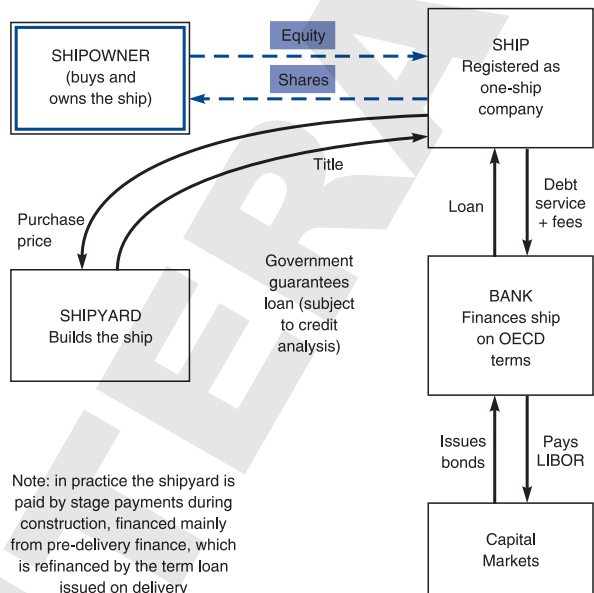 SHIPOWNER
(buys and
owns the ship)
Equity
Shares
SHIP
Registered as
one-ship
company
Title
Purchase
price
Loan
Debt
service
+ fees
SHIPYARD
Builds the ship
Government
guarantees
loan (subject
to credit
analysis)
BANK
Finances ship
on OECD
terms
Issues
bonds
Pays
LIBOR
Note: in practice the shipyard is
paid by stage payments during
construction, financed mainly
from pre-delivery finance, which
is refinanced by the term loan
issued on delivery
Capital
Markets